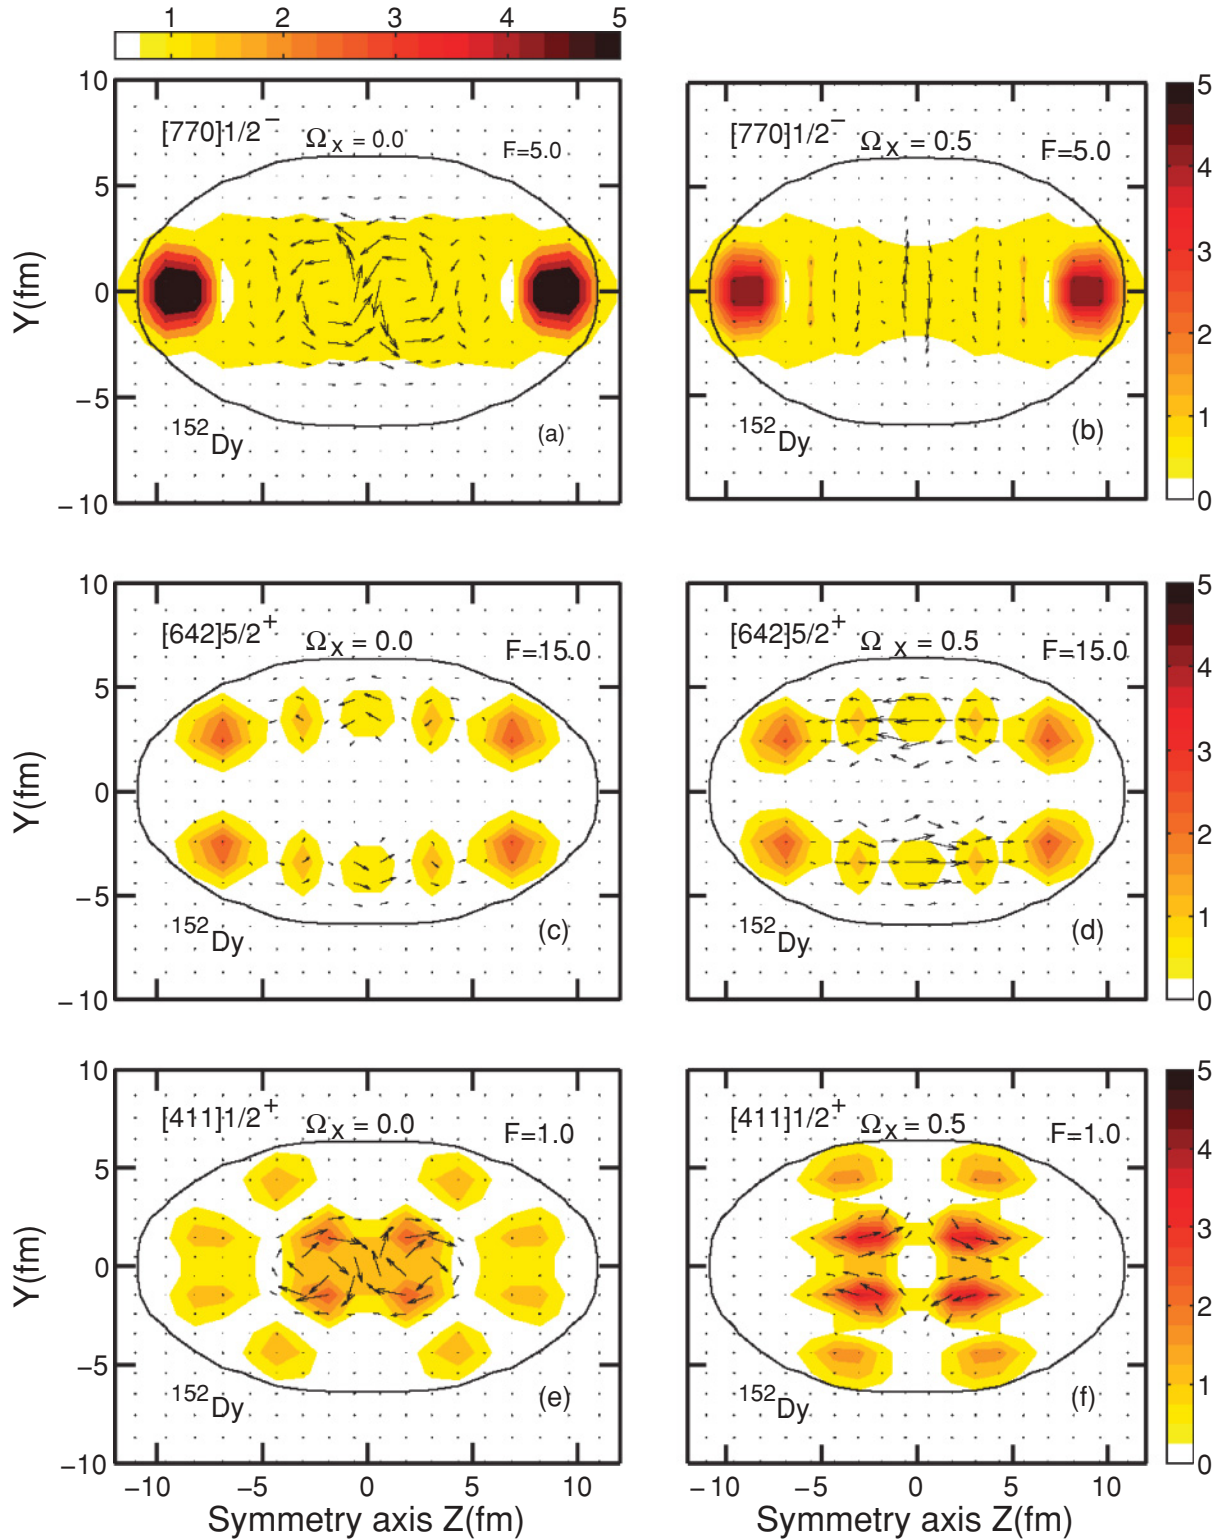 1 2 3 4 5
10
5
0
−5
−10
Y(fm)
[770]1/2⁻
Ωx = 0.0
F=5.0
152Dy
(a)
[770]1/2⁻
Ωx = 0.5
F=5.0
152Dy
(b)
5
4
3
2
1
0
10
5
0
−5
−10
Y(fm)
[642]5/2⁺
Ωx = 0.0
F=15.0
152Dy
(c)
[642]5/2⁺
Ωx = 0.5
F=15.0
152Dy
(d)
5
4
3
2
1
0
10
5
0
−5
−10
Y(fm)
[411]1/2⁺
Ωx = 0.0
F=1.0
152Dy
(e)
[411]1/2⁺
Ωx = 0.5
F=1.0
152Dy
(f)
5
4
3
2
1
0
−10 −5 0 5 10
Symmetry axis Z(fm)
−10 −5 0 5 10
Symmetry axis Z(fm)